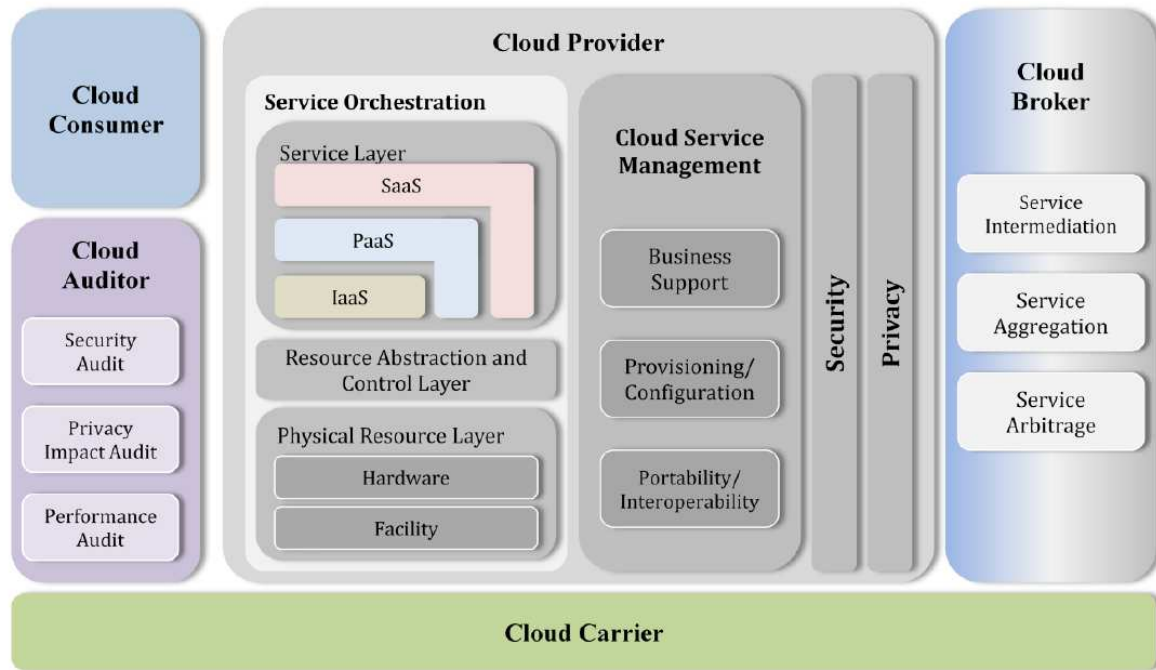 Cloud
Consumer
Cloud
Auditor
Security
Audit
Privacy
Impact Audit
Performance
Audit
Cloud Provider
Service Orchestration
Service Layer
SaaS
PaaS
IaaS
Resource Abstraction and
Control Layer
Physical Resource Layer
Hardware
Facility
Cloud Service
Management
Business
Support
Provisioning/
Configuration
Portability/
Interoperability
Security
Privacy
Cloud
Broker
Service
Intermediation
Service
Aggregation
Service
Arbitrage
Cloud Carrier